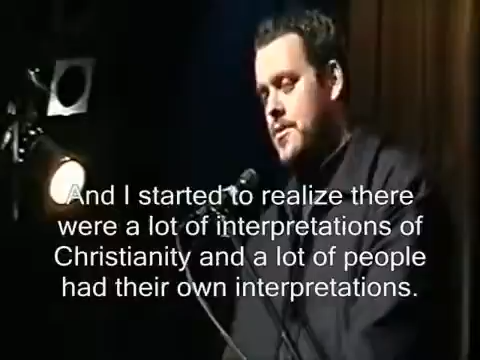 And I started to realize there
were a lot of interpretations of
Christianity and a lot of people
had their own interpretations.